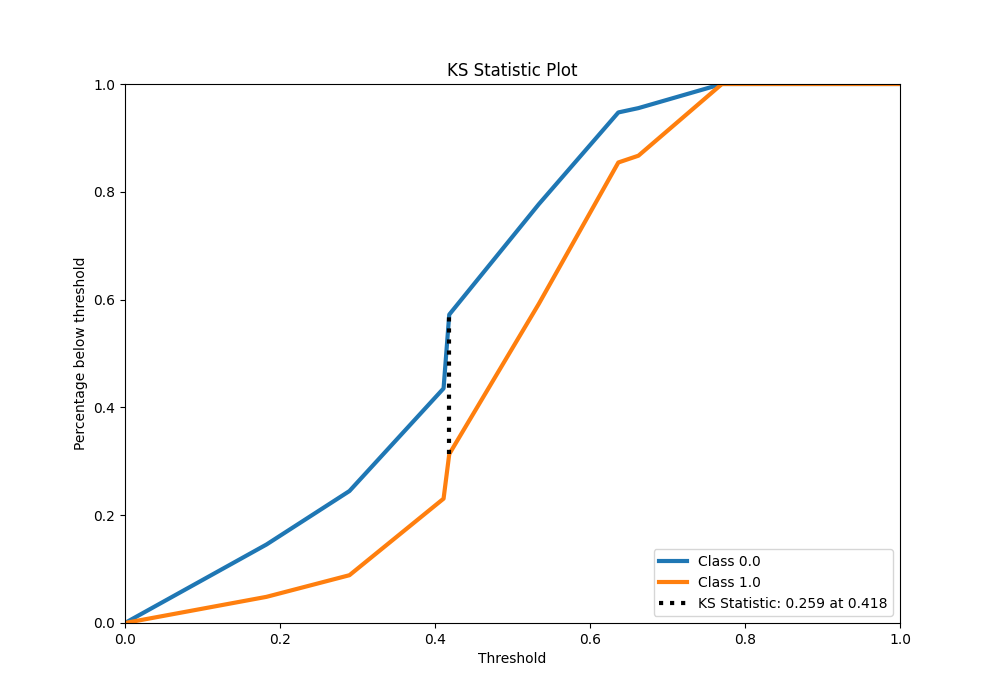 KS Statistic Plot
1.0
0.8
0.6
0.4
0.2
0.0
Percentage below threshold
0.0 0.2 0.4 0.6 0.8 1.0
Threshold
Class 0.0
Class 1.0
KS Statistic: 0.259 at 0.418